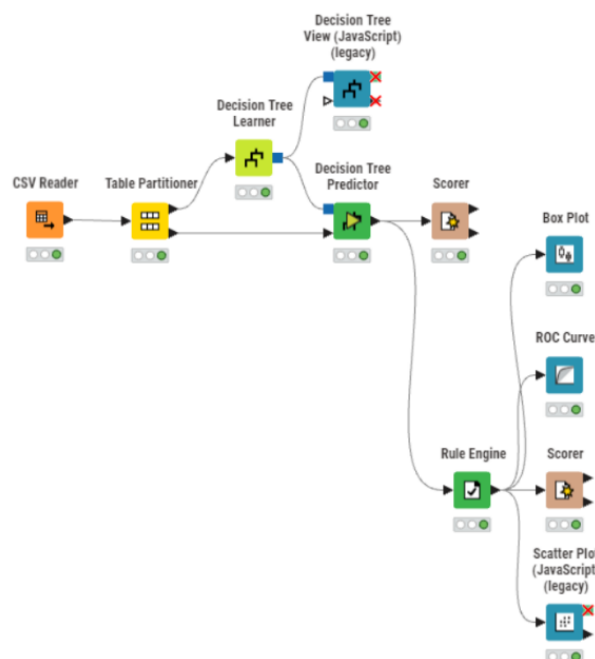 Decision Tree
View (JavaScript)
(legacy)
Decision Tree
Learner
CSV Reader
Table Partitioner
Decision Tree
Predictor
Scorer
Box Plot
ROC Curve
Rule Engine
Scorer
Scatter Plot
(JavaScript)
(legacy)